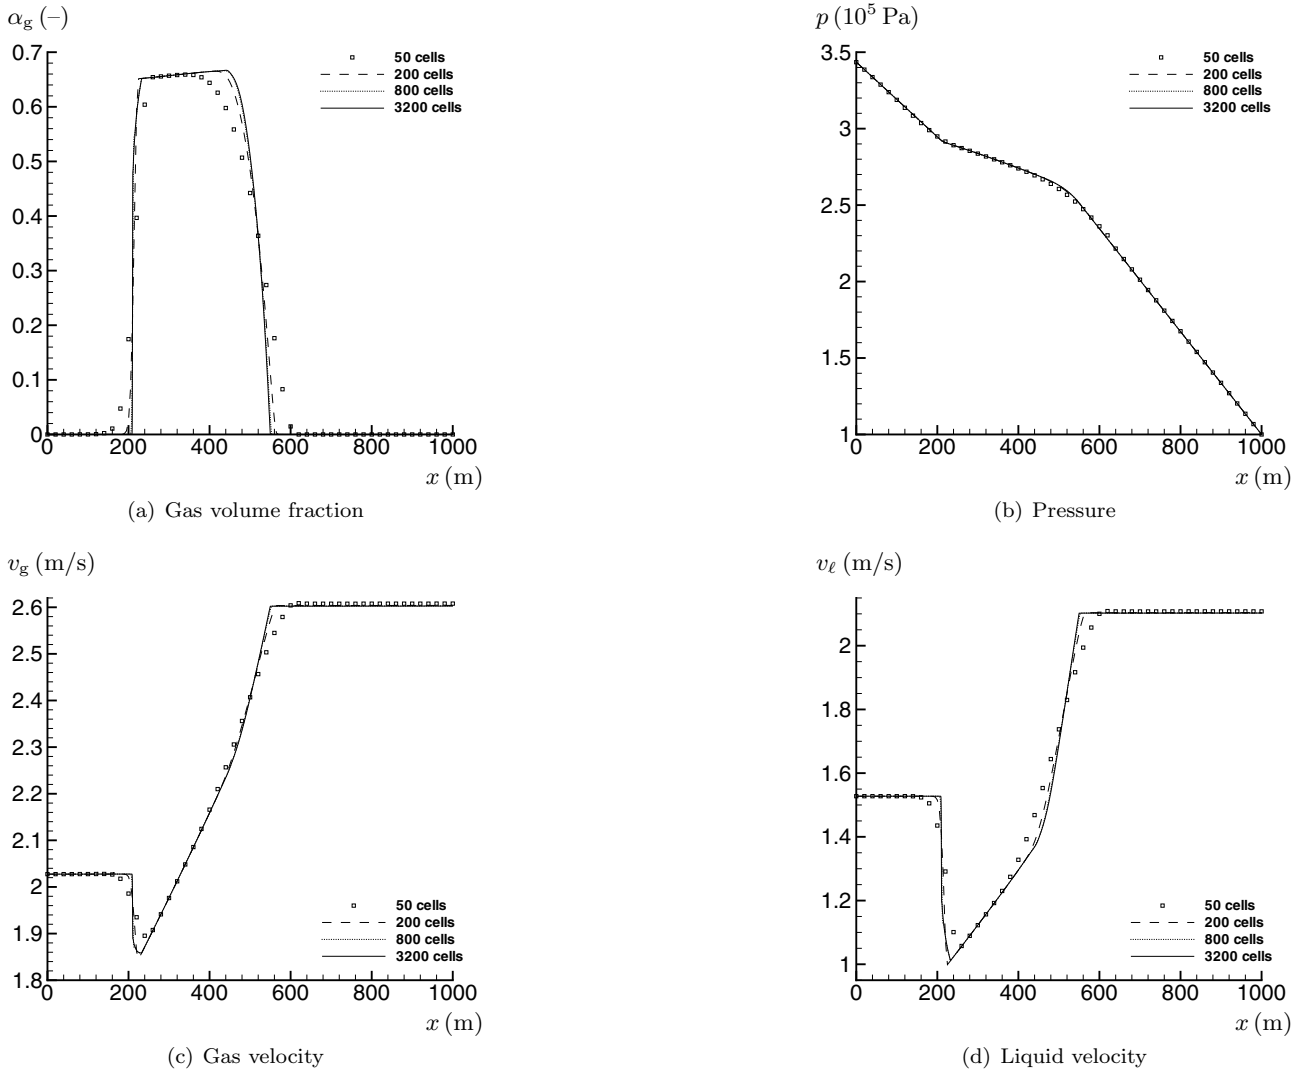 α_g (–)
0.7
0.6
0.5
0.4
0.3
0.2
0.1
0
0 200 400 600 800 1000
x (m)
50 cells
200 cells
800 cells
3200 cells
(a) Gas volume fraction
p (10^5 Pa)
3.5
3
2.5
2
1.5
1
0 200 400 600 800 1000
x (m)
50 cells
200 cells
800 cells
3200 cells
(b) Pressure
v_g (m/s)
2.6
2.5
2.4
2.3
2.2
2.1
2
1.9
1.8
0 200 400 600 800 1000
x (m)
50 cells
200 cells
800 cells
3200 cells
(c) Gas velocity
v_ℓ (m/s)
2
1.8
1.6
1.4
1.2
1
0 200 400 600 800 1000
x (m)
50 cells
200 cells
800 cells
3200 cells
(d) Liquid velocity